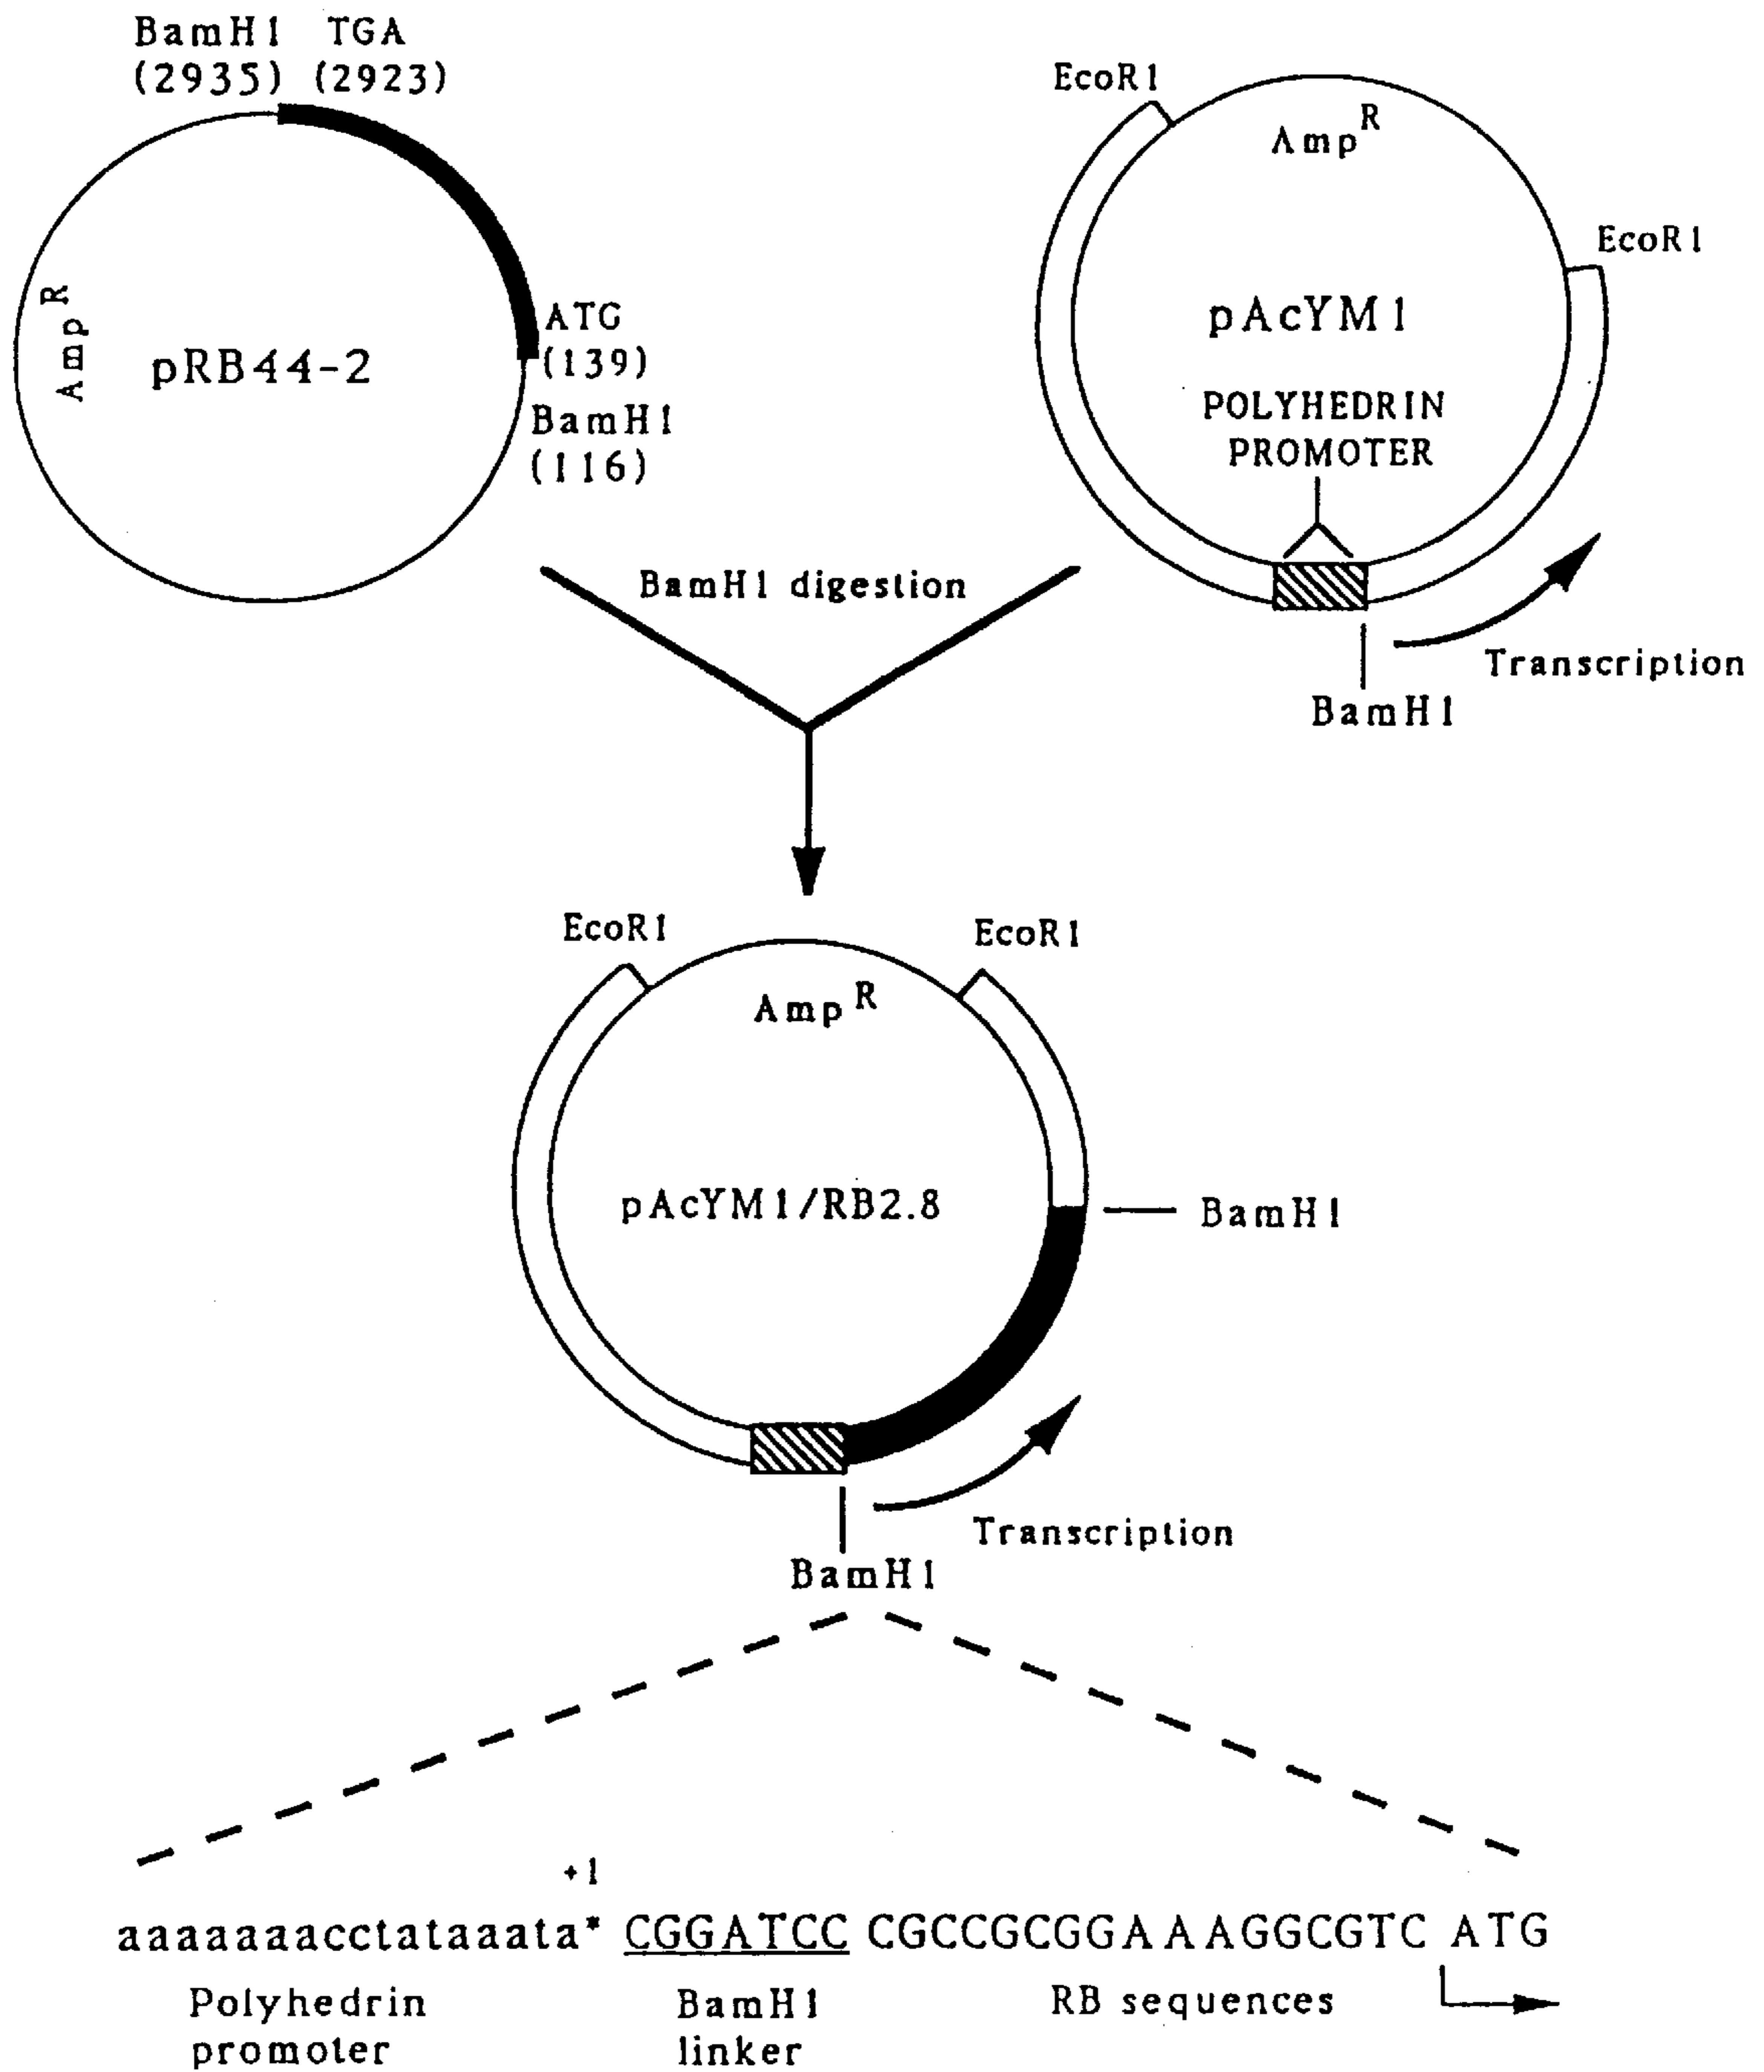 BamH1 TGA
(2935) (2923)
Amp R
pRB44-2
ATG
(139)
BamH1
(116)
EcoR1
Amp R
EcoR1
pAcYM1
POLYHEDRIN
PROMOTER
Transcription
BamH1
BamH1 digestion
EcoR1
EcoR1
Amp R
pAcYM1/RB2.8
BamH1
Transcription
BamH1
+1
aaaaaaacctataaata* CGGATCC CGCCGCGGAAAGGCGTC ATG
Polyhedrin
promoter
BamH1
linker
RB sequences